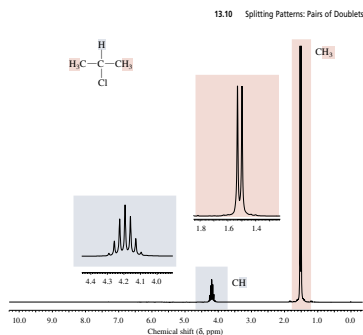 13.10 Splitting Patterns: Pairs of Doublets
H
H₃C—C—CH₃
Cl
CH₃
1.8 1.6 1.4
4.4 4.3 4.2 4.1 4.0
CH
10.0 9.0 8.0 7.0 6.0 5.0 4.0 3.0 2.0 1.0 0.0
Chemical shift (δ, ppm)